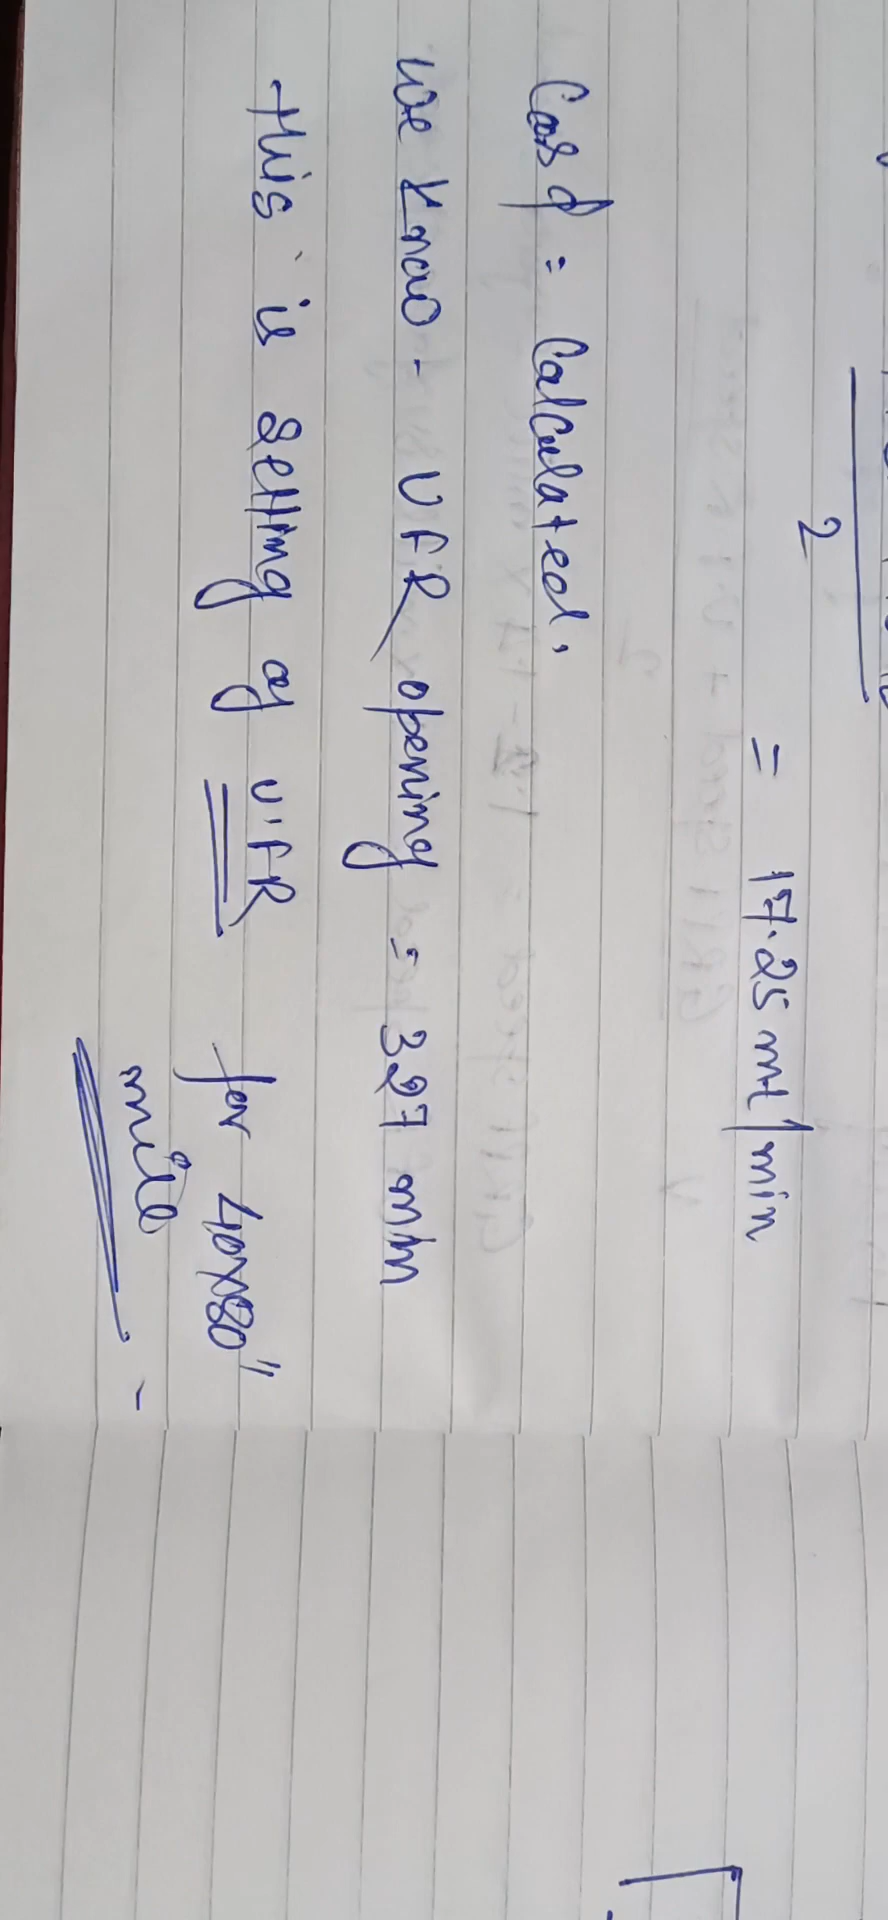 2
= 17.25 mt/min
Cos φ = Calculated.
we know - UFR opening = 327 mm
this is setting of UFR for 40x80"
mill -